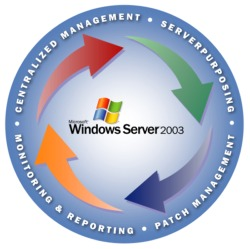 CENTRALIZED MANAGEMENT •
SERVERPURPOSING •
PATCH MANAGEMENT •
MONITORING & REPORTING •
Microsoft
Windows Server 2003